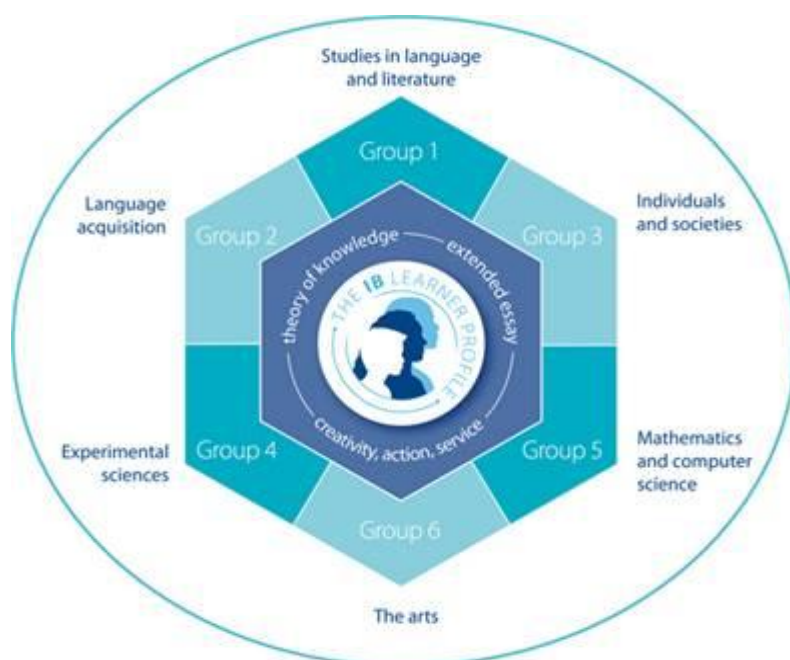 Studies in language
and literature
Group 1
Language
acquisition
Group 2
Individuals
and societies
Group 3
theory of knowledge
extended essay
THE IB LEARNER PROFILE
creativity, action, service
Experimental
sciences
Group 4
Group 5
Mathematics
and computer
science
Group 6
The arts